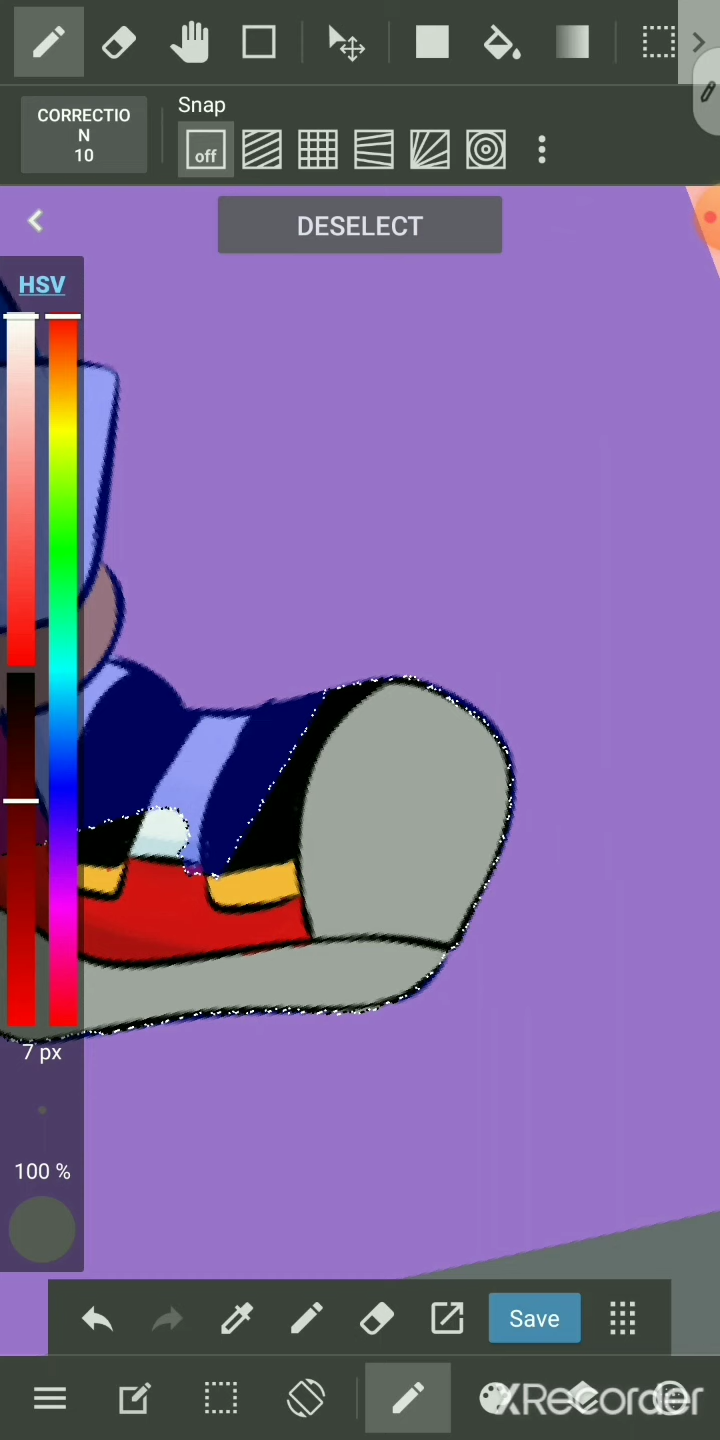 CORRECTIO
N
10
Snap
off
DESELECT
HSV
7 px
100 %
Save
XRecorder